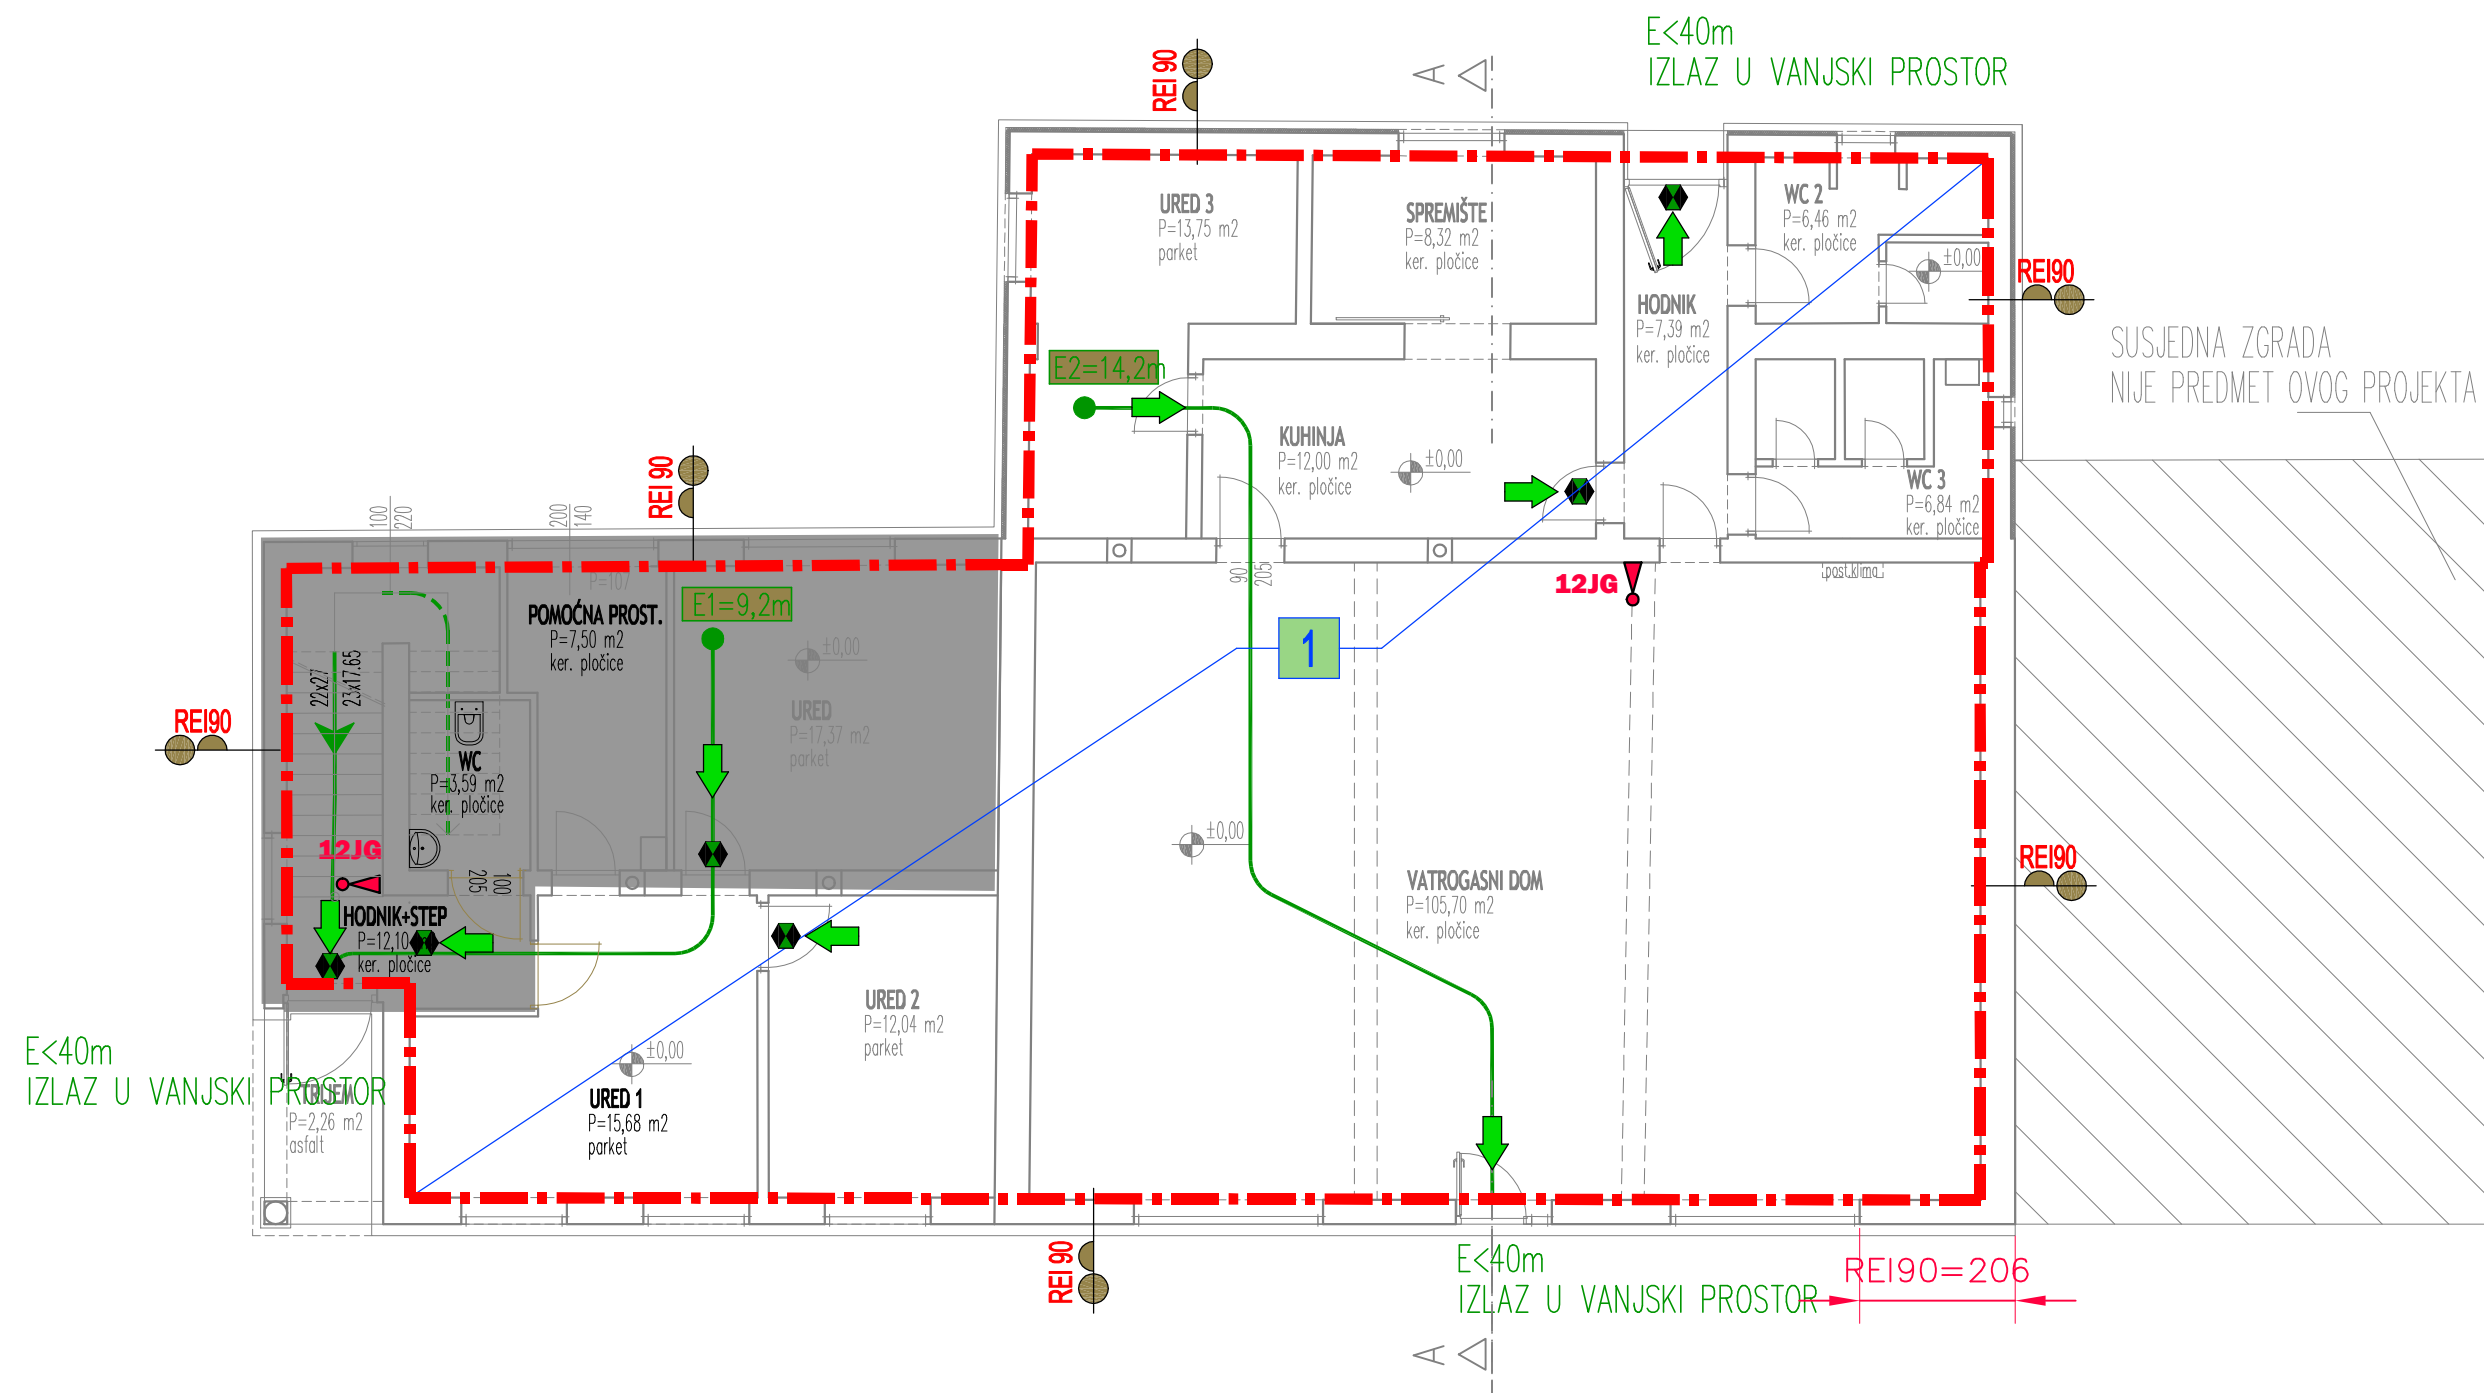 E<40m
IZLAZ U VANJSKI PROSTOR
REI 90
A
URED 3
P=13,75 m2
parket
SPREMIŠTE
P=8,32 m2
ker. pločice
WC 2
P=6,46 m2
ker. pločice
±0,00
REI90
HODNIK
P=7,39 m2
ker. pločice
SUSJEDNA ZGRADA
NIJE PREDMET OVOG PROJEKTA
E2=14,2m
KUHINJA
P=12,00 m2
ker. pločice
±0,00
WC 3
P=6,84 m2
ker. pločice
REI 90
100
220
200
140
90
205
12JG
post.klima
P=107
POMOĆNA PROST.
P=7,50 m2
ker. pločice
E1=9,2m
±0,00
1
22x27
23x17.65
URED
P=17,37 m2
parket
REI90
WC
P=3,59 m2
ker. pločice
±0,00
12JG
205
100
REI90
VATROGASNI DOM
P=105,70 m2
ker. pločice
HODNIK+STEP
P=12,10
ker. pločice
URED 2
P=12,04 m2
parket
E<40m
IZLAZ U VANJSKI PROSTOR
±0,00
TRIJEM
P=2,26 m2
asfalt
URED 1
P=15,68 m2
parket
REI 90
E<40m
IZLAZ U VANJSKI PROSTOR
REI90=206
A